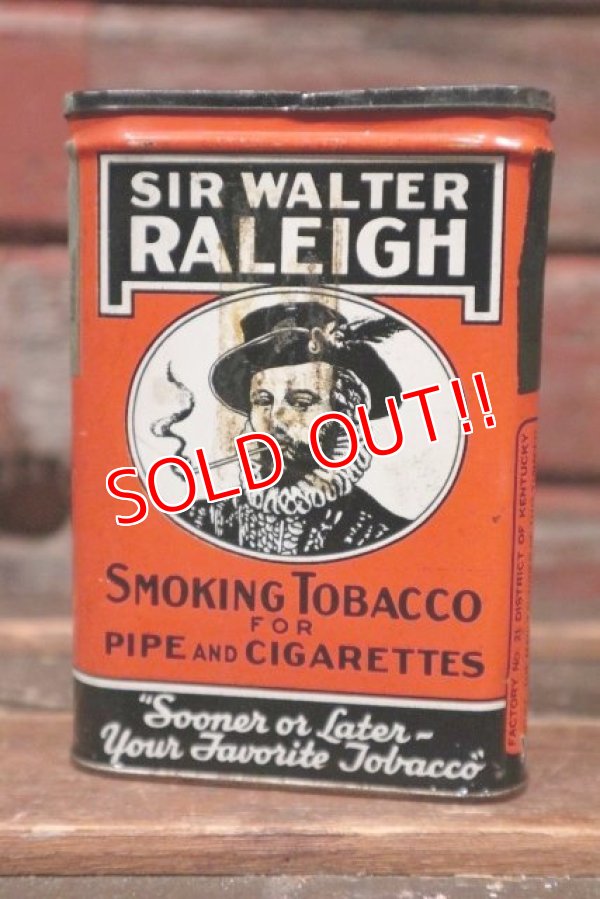 SIR WALTER
RALEIGH
SOLD OUT!!
SMOKING TOBACCO
FOR
PIPE AND CIGARETTES
"Sooner or Later-
Your Favorite Tobacco"
FACTORY NO. 21 DISTRICT OF KENTUCKY